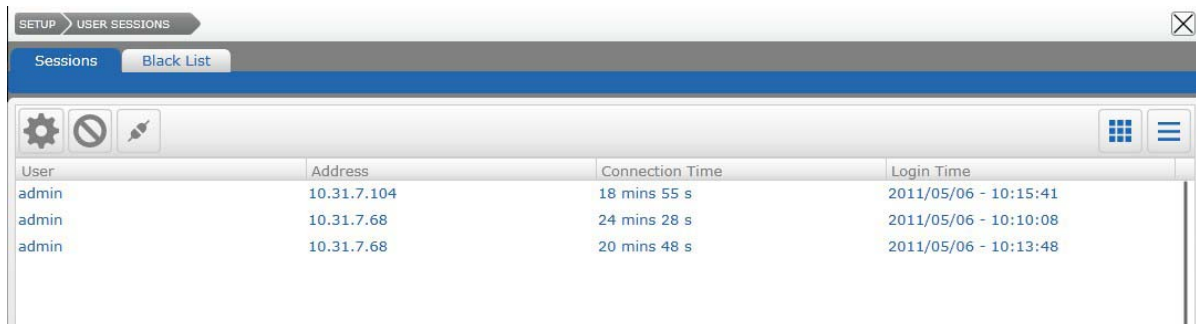 SETUP USER SESSIONS
Sessions Black List
User Address Connection Time Login Time
admin 10.31.7.104 18 mins 55 s 2011/05/06 - 10:15:41
admin 10.31.7.68 24 mins 28 s 2011/05/06 - 10:10:08
admin 10.31.7.68 20 mins 48 s 2011/05/06 - 10:13:48